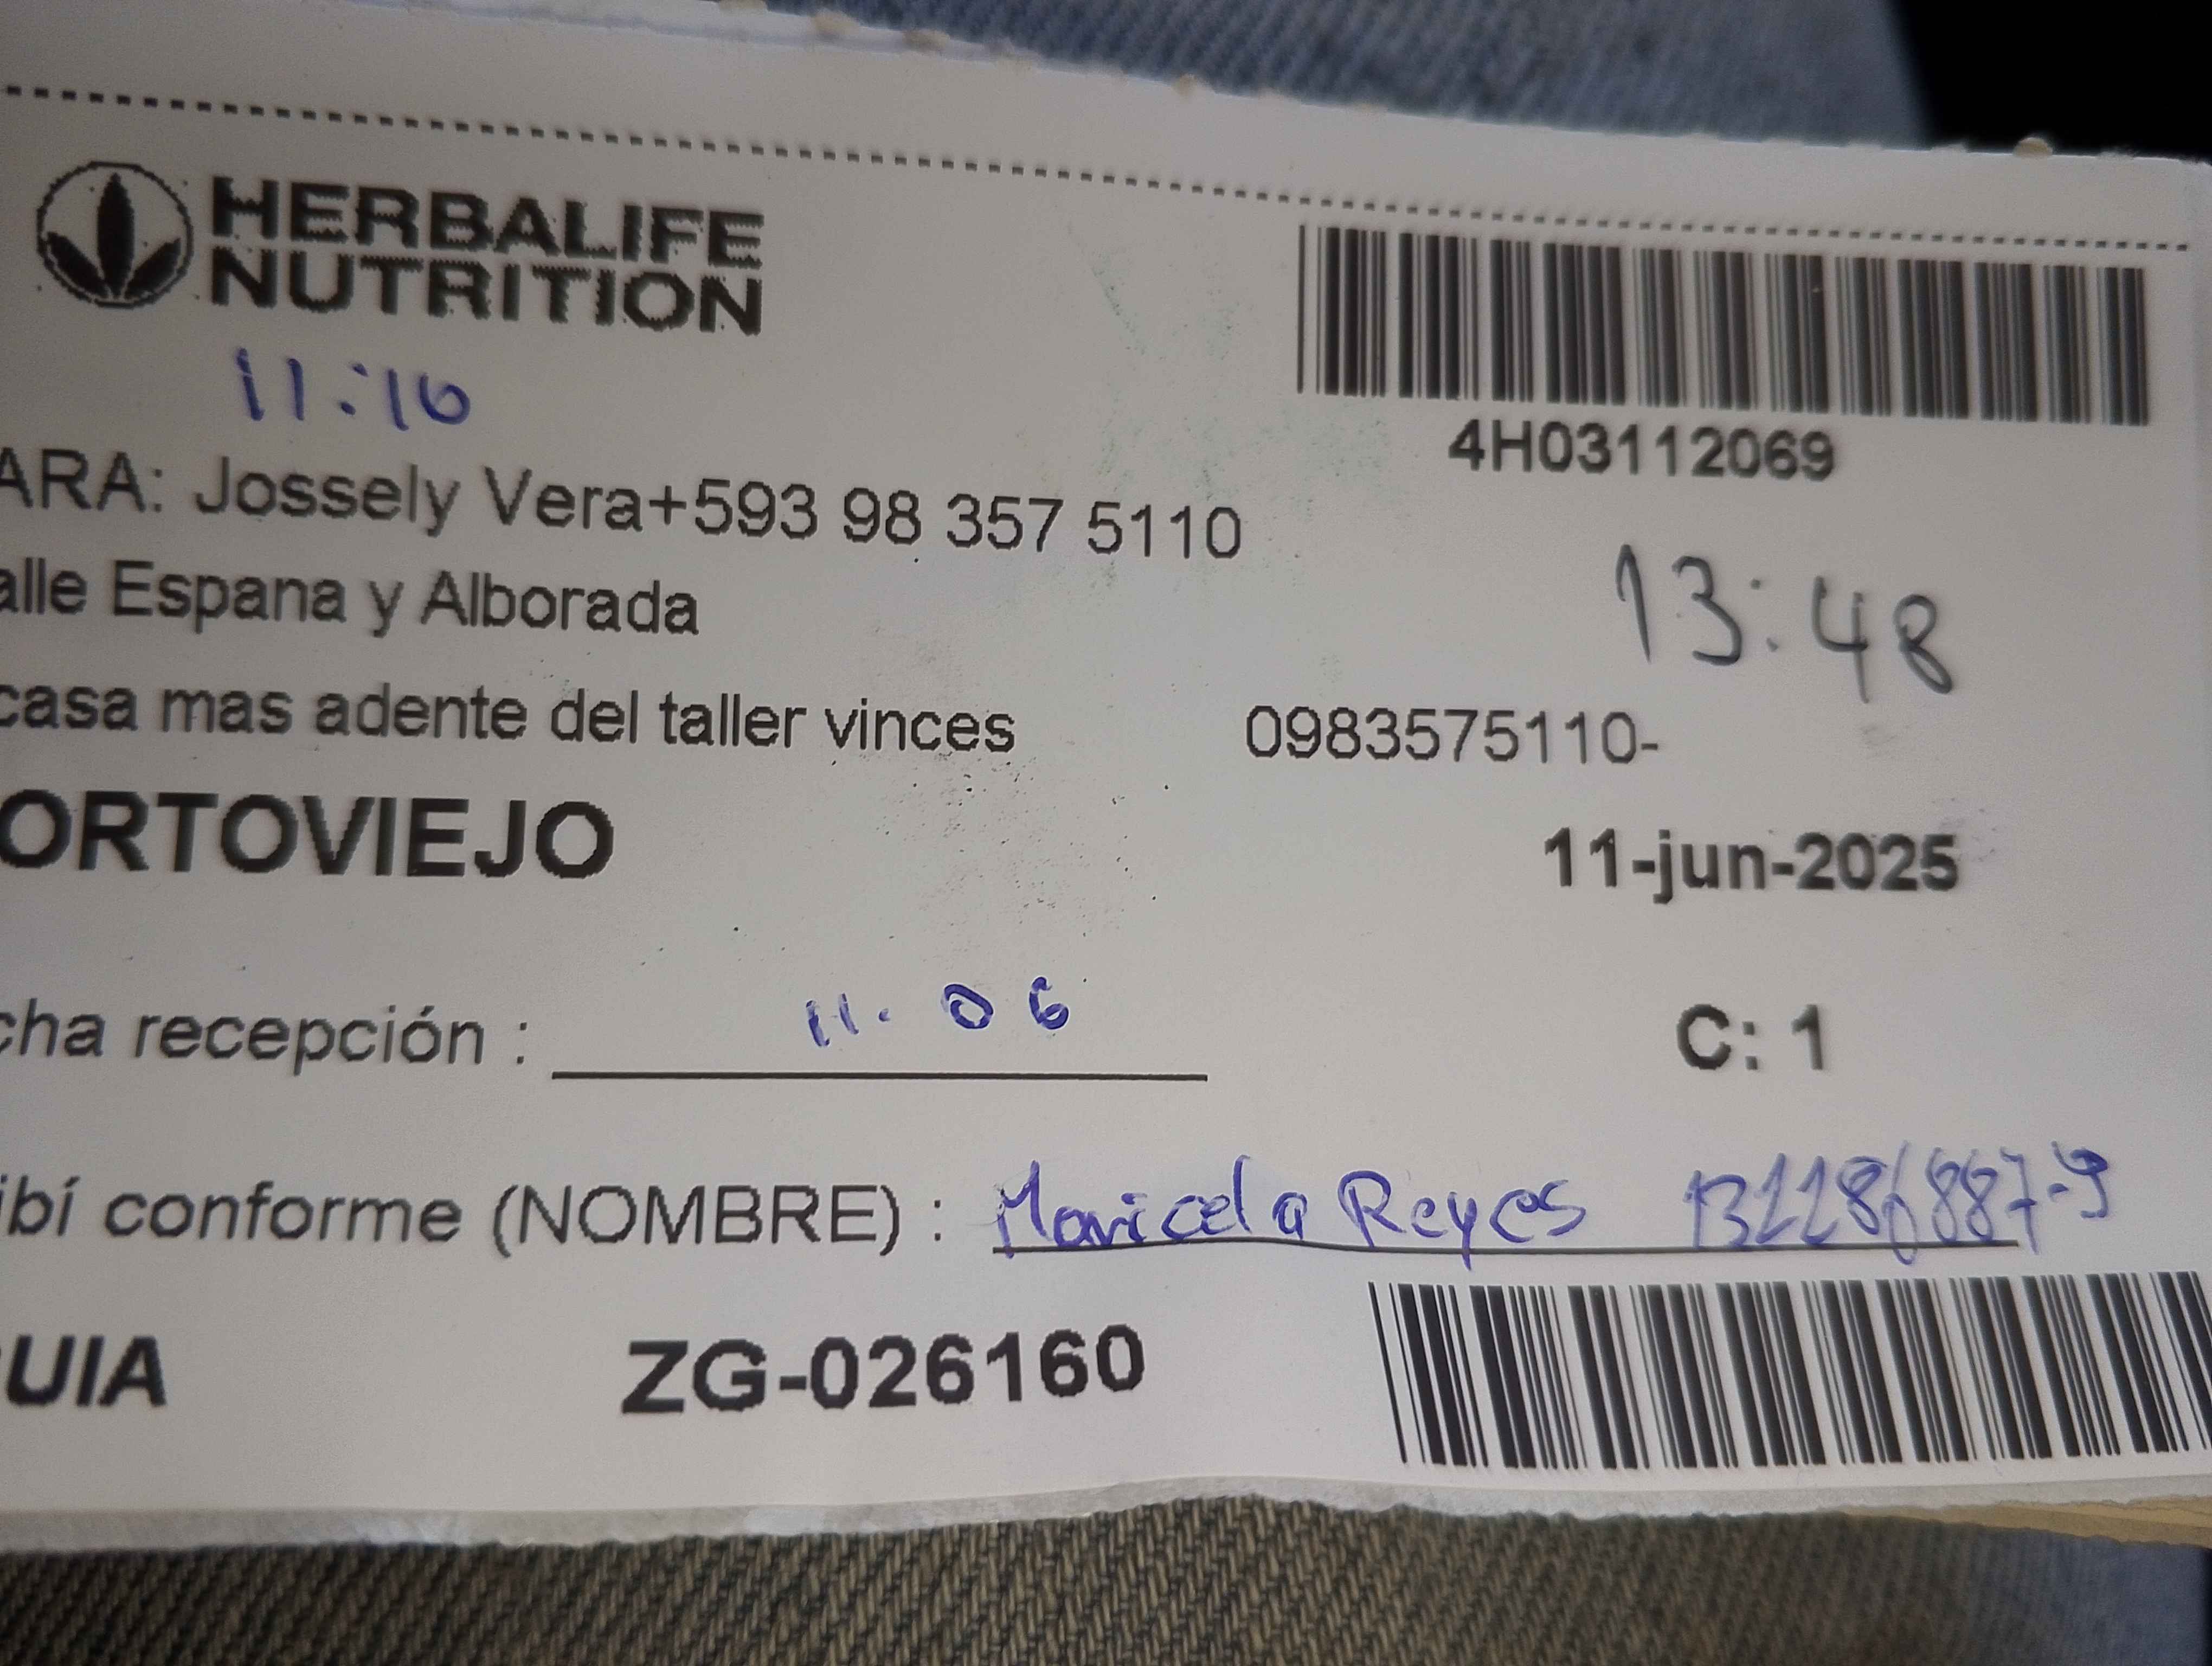 HERBALIFE
NUTRITION
11:10
4H03112069
ARA: Jossely Vera+593 98 357 5110
alle Espana y Alborada
13:48
casa mas adente del taller vinces 0983575110-
ORTOVIEJO
11-jun-2025
cha recepción : 11. 06
C: 1
ibí conforme (NOMBRE) : Maricela Reyes
UIA ZG-026160